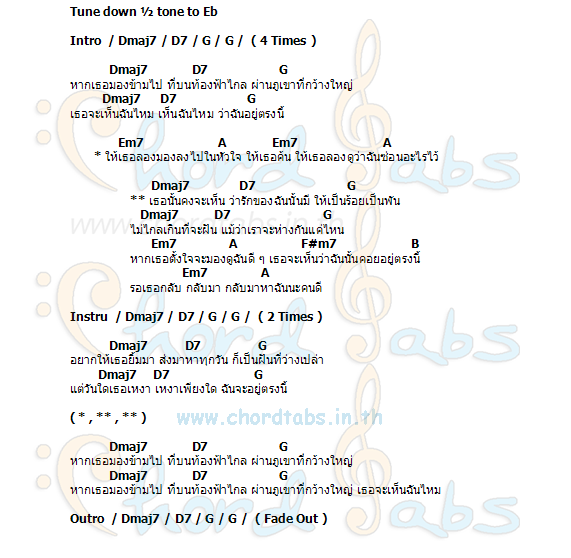 Tune down ½ tone to Eb
Intro / Dmaj7 / D7 / G / G / ( 4 Times )
Dmaj7 D7 G
หากเธอมองข้ามไป ที่บนท้องฟ้าไกล ผ่านภูเขาที่กว้างใหญ่
Dmaj7 D7 G
เธอจะเห็นฉันไหม เห็นฉันไหม ว่าฉันอยู่ตรงนี้
Em7 A Em7 A
* ให้เธอลองมองลงไปในหัวใจ ให้เธอค้น ให้เธอลองดูว่าฉันซ่อนอะไรไว้
Dmaj7 D7 G
** เธอนั้นคงจะเห็น ว่ารักของฉันนั้นมี ให้เป็นร้อยเป็นพัน
www.chordtabs.in.th
Dmaj7 D7 G
ไม่ไกลเกินที่จะฝัน แม้ว่าเราจะห่างกันแค่ไหน
Em7 A F#m7 B
หากเธอตั้งใจจะมองดูฉันดี ๆ เธอจะเห็นว่าฉันนั้นคอยอยู่ตรงนี้
Em7 A
รอเธอกลับ กลับมา กลับมาหาฉันนะคนดี
Chord Tabs
Instru / Dmaj7 / D7 / G / G / ( 2 Times )
Dmaj7 D7 G
อยากให้เธอยิ้มมา ส่งมาหาทุกวัน ก็เป็นฝันที่ว่างเปล่า
Dmaj7 D7 G
แต่วันใดเธอเหงา เหงาเพียงใด ฉันจะอยู่ตรงนี้
( * , ** , ** )
www.chordtabs.in.th
Dmaj7 D7 G
หากเธอมองข้ามไป ที่บนท้องฟ้าไกล ผ่านภูเขาที่กว้างใหญ่
Dmaj7 D7 G
หากเธอมองข้ามไป ที่บนท้องฟ้าไกล ผ่านภูเขาที่กว้างใหญ่ เธอจะเห็นฉันไหม
Chord Tabs
Outro / Dmaj7 / D7 / G / G / ( Fade Out )